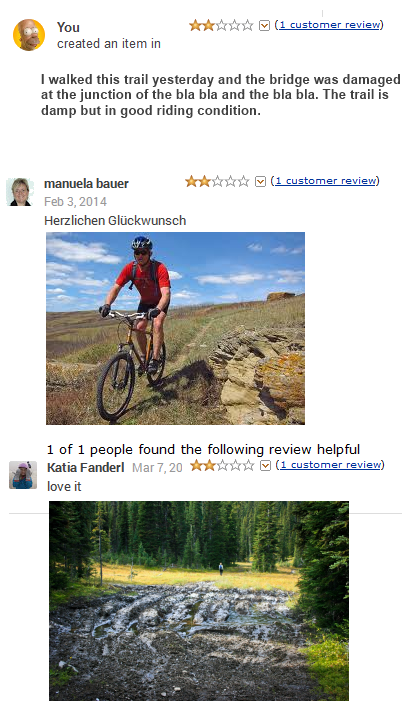 You
(1 customer review)
created an item in
I walked this trail yesterday and the bridge was damaged
at the junction of the bla bla and the bla bla. The trail is
damp but in good riding condition.
manuela bauer
(1 customer review)
Feb 3, 2014
Herzlichen Glückwunsch
1 of 1 people found the following review helpful
Katia Fanderl Mar 7, 20
(1 customer review)
love it